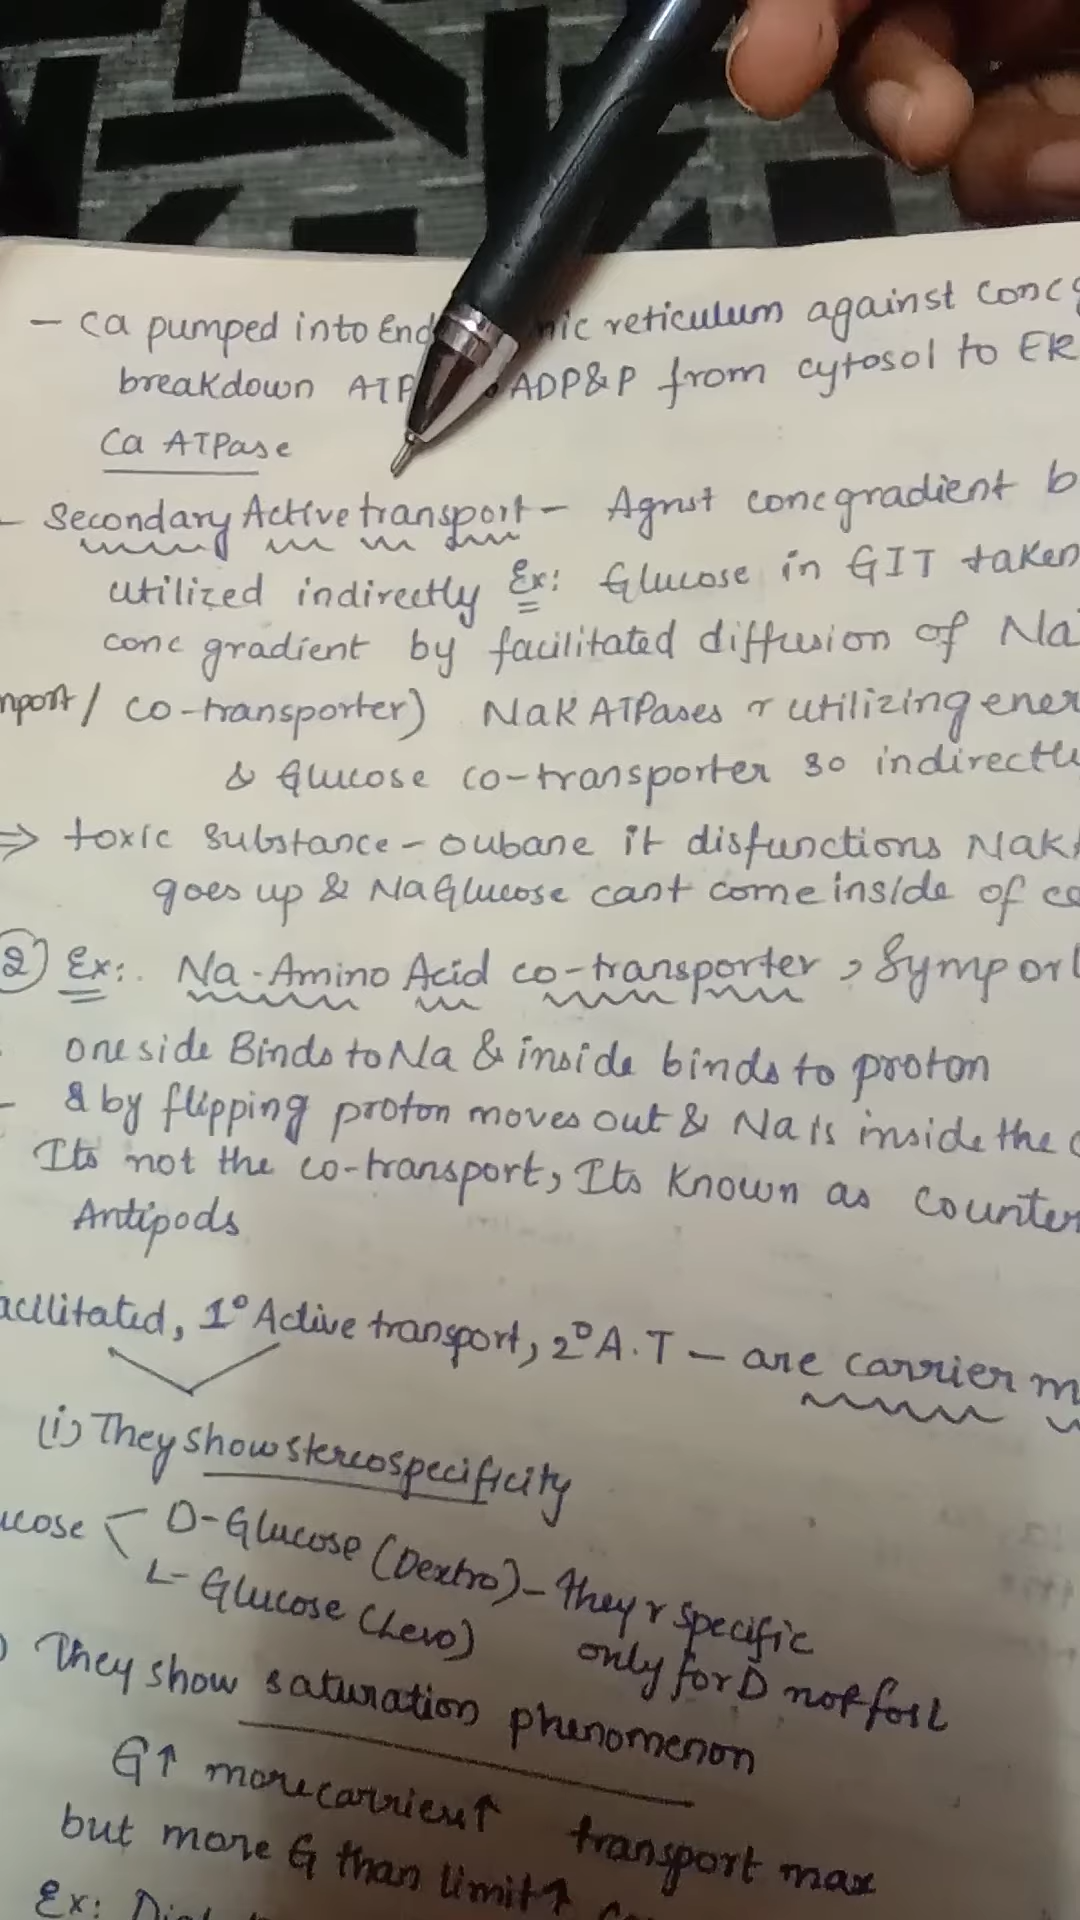 - Ca pumped into End nic reticulum against conc
breakdown ATP ADP&P from cytosol to ER
Ca ATPase
- Secondary Active transport - Agnst conc gradient b
utilized indirectly Ex: Glucose in GIT taken
conc gradient by facilitated diffusion of Na
mport / co-transporter) NaK ATPases r utilizing ener
& Glucose co-transporter so indirectl
⇒ toxic substance - oubane it disfunctions NaK
goes up & Na Glucose cant come inside of ce
2) Ex: Na-Amino Acid co-transporter, Symport
one side Binds to Na & inside binds to proton
- & by flipping proton moves out & Na is inside the c
Its not the co-transport, Its Known as Counter
Antipods
acilitated, 1° Active transport, 2° A.T - are carrier m
(i) They show stereospecificity
ucose < D-Glucose (Dextro) - they r specific
L-Glucose (Levo) only for D not for L
) They show saturation phenomenon
G↑ more carrier ↑ transport max
but more G than limit ↑
Ex: